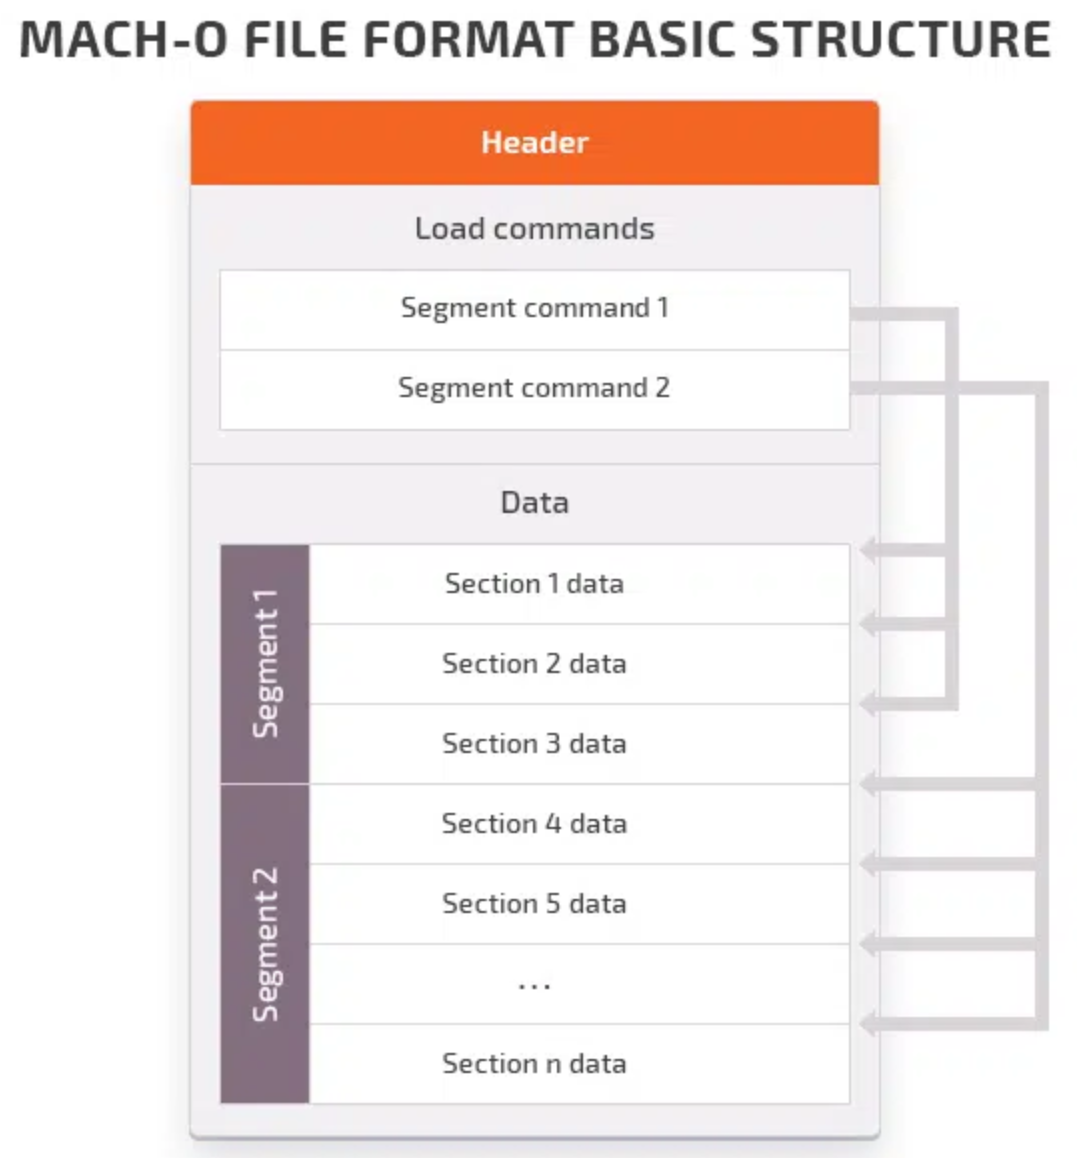 MACH-O FILE FORMAT BASIC STRUCTURE
Header
Load commands
Segment command 1
Segment command 2
Data
Segment 1
Section 1 data
Section 2 data
Section 3 data
Segment 2
Section 4 data
Section 5 data
...
Section n data